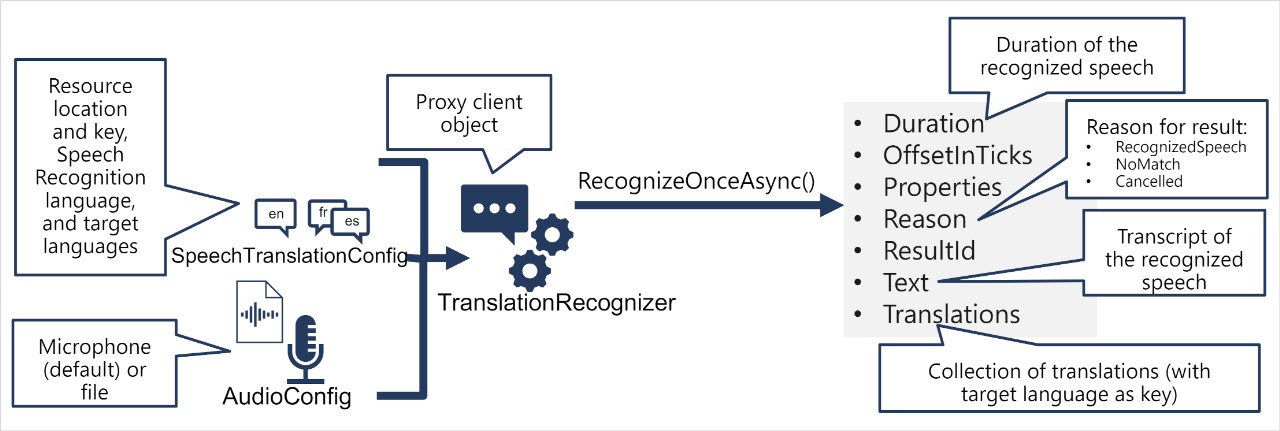 Resource
location
and key,
Speech
Recognition
language,
and target
languages
en
fr
es
SpeechTranslationConfig
Microphone
(default) or
file
AudioConfig
Proxy client
object
TranslationRecognizer
RecognizeOnceAsync()
Duration of the
recognized speech
• Duration
• OffsetInTicks
• Properties
• Reason
• ResultId
• Text
• Translations
Reason for result:
• RecognizedSpeech
• NoMatch
• Cancelled
Transcript of
the recognized
speech
Collection of translations (with
target language as key)